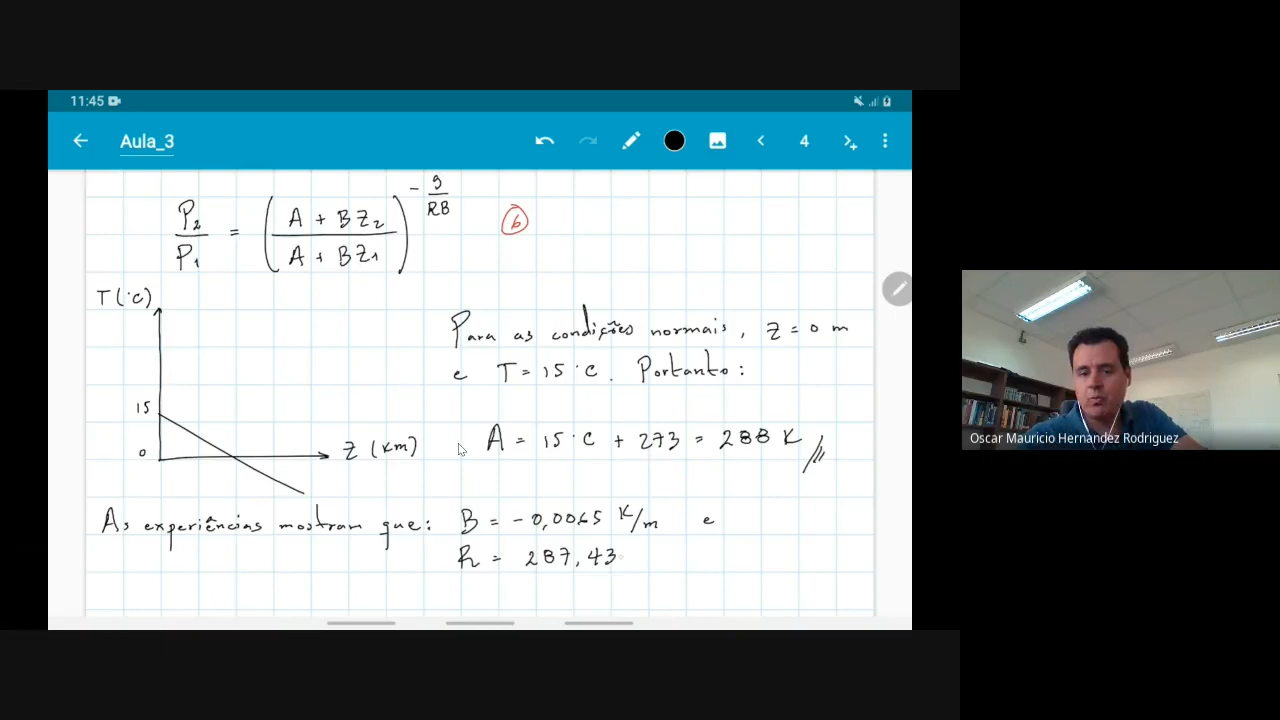 11:45
Aula_3
4
P₂/P₁ = ((A + BZ₂)/(A + BZ₁))^(-g/RB) (b)
T(°C)
Para as condições normais, Z = 0 m
e T = 15°C. Portanto:
15
A = 15°C + 273 = 288 K
0
Z (Km)
As experiências mostram que: B = -0,0065 K/m e
R = 287,43
Oscar Mauricio Hernandez Rodriguez